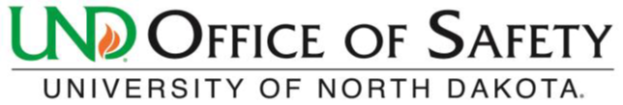 UND OFFICE OF SAFETY
UNIVERSITY OF NORTH DAKOTA.